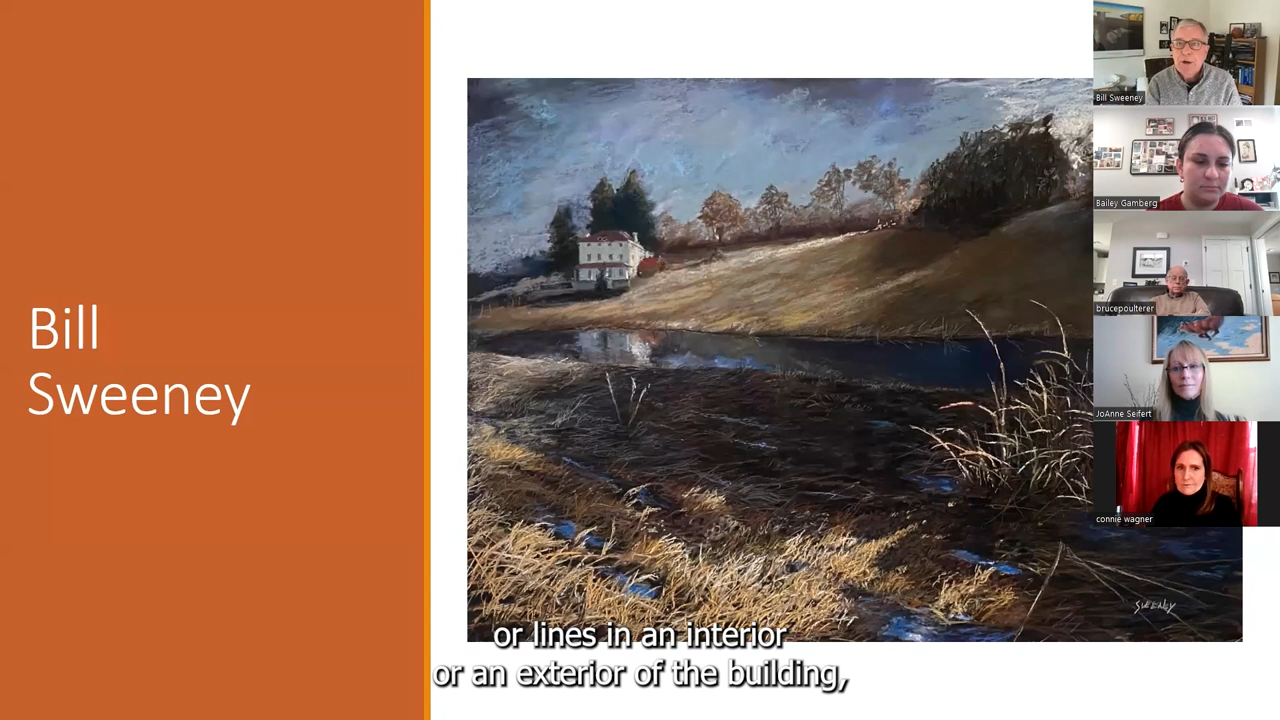 Bill
Sweeney
SWEENEY
or lines in an interior
or an exterior of the building,
Bill Sweeney
Bailey Gamberg
brucepoulterer
JoAnne Seifert
connie wagner